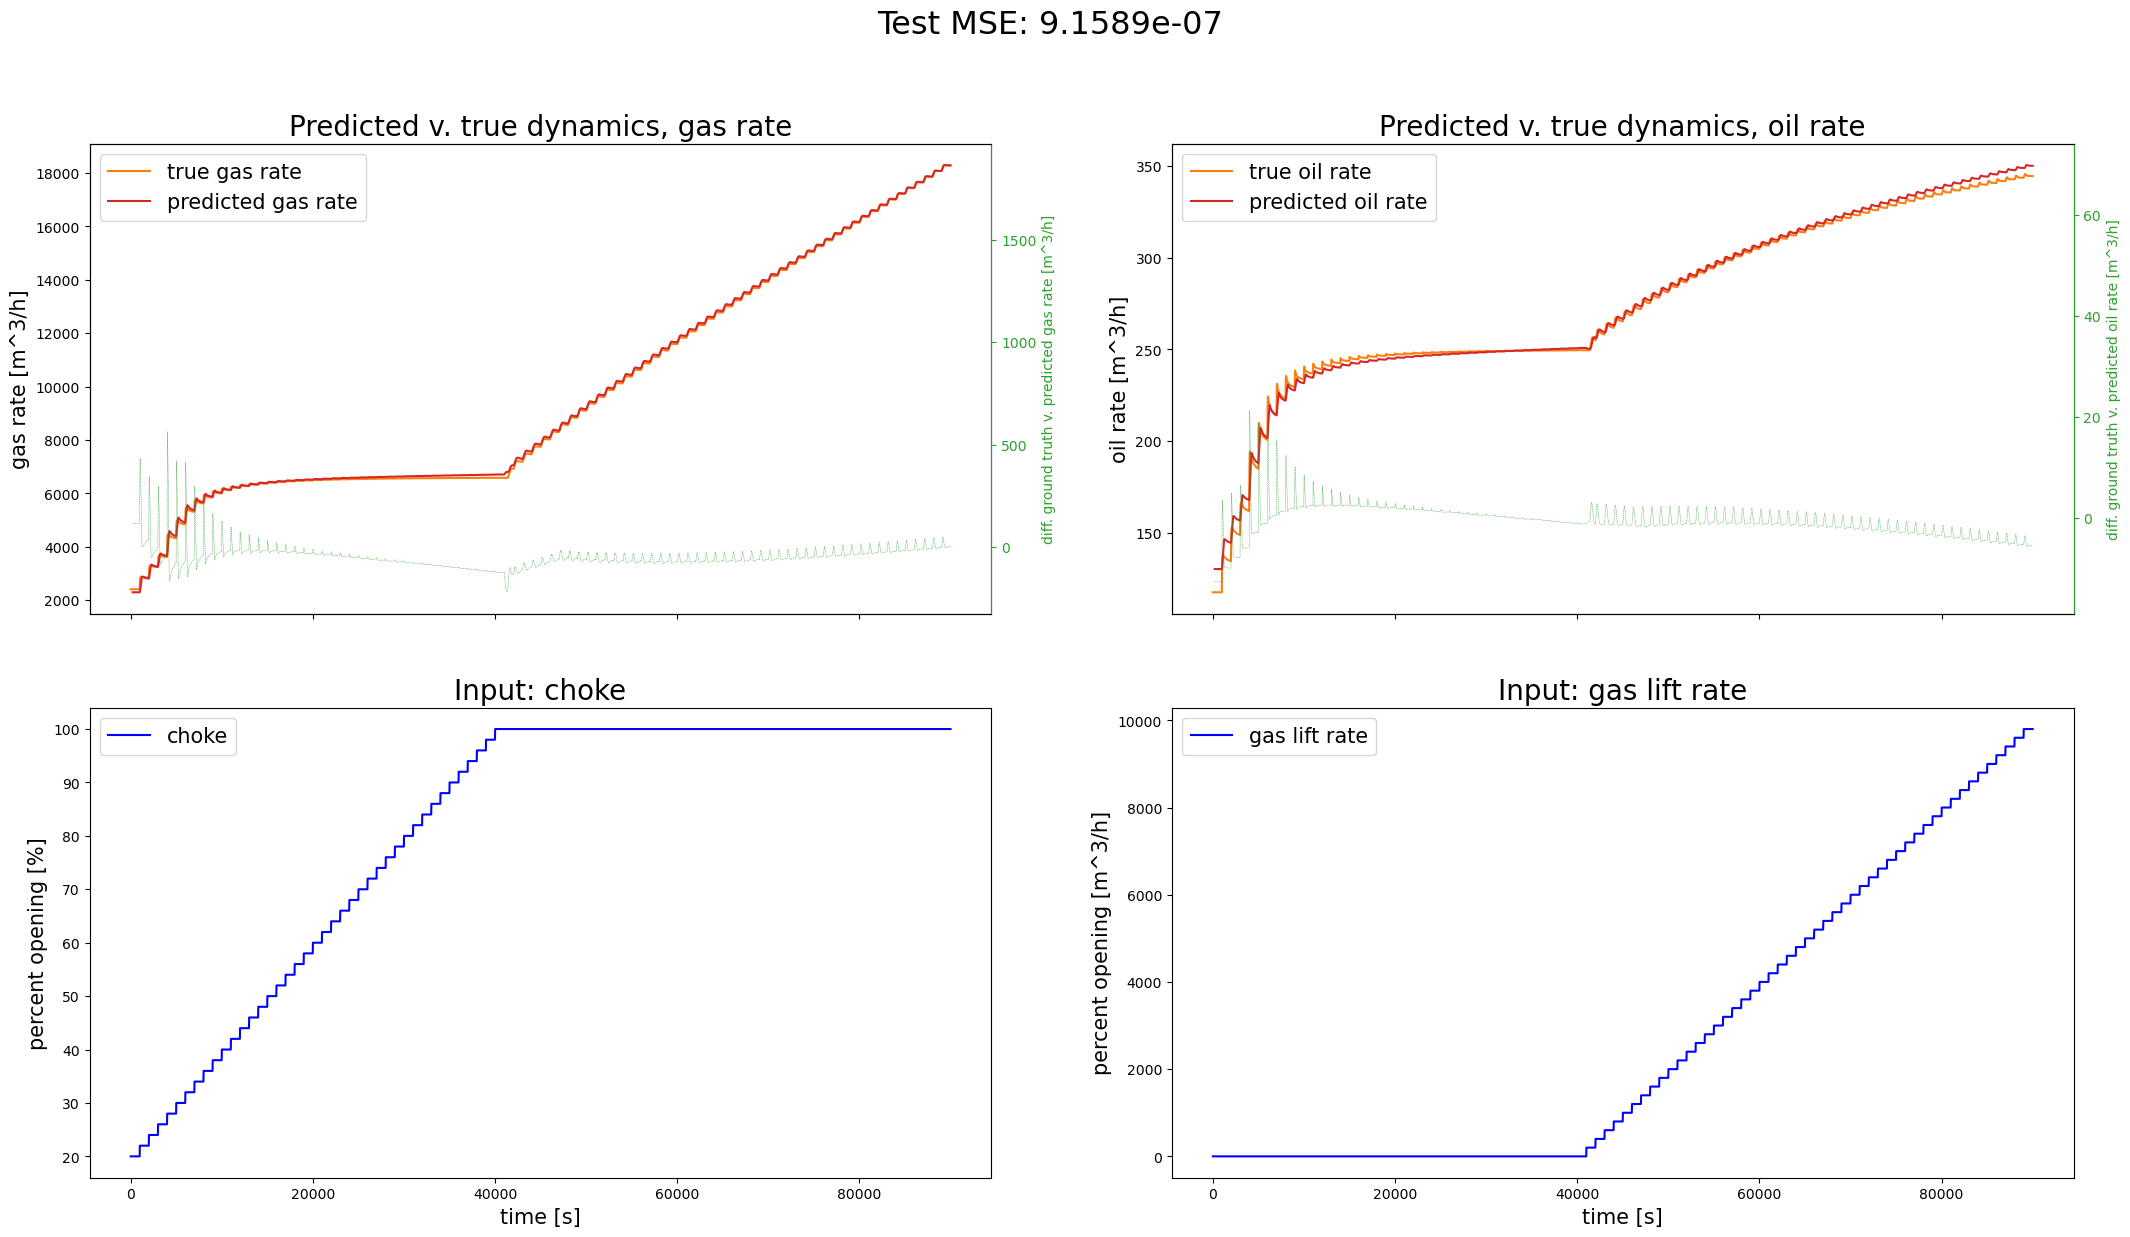 Test MSE: 9.1589e-07
Predicted v. true dynamics, gas rate
true gas rate
predicted gas rate
gas rate [m^3/h]
18000
16000
14000
12000
10000
8000
6000
4000
2000
1500
1000
500
0
diff. ground truth v. predicted gas rate [m^3/h]
Predicted v. true dynamics, oil rate
true oil rate
predicted oil rate
oil rate [m^3/h]
350
300
250
200
150
60
40
20
0
diff. ground truth v. predicted oil rate [m^3/h]
Input: choke
choke
percent opening [%]
100
90
80
70
60
50
40
30
20
0 20000 40000 60000 80000
time [s]
Input: gas lift rate
gas lift rate
percent opening [m^3/h]
10000
8000
6000
4000
2000
0
0 20000 40000 60000 80000
time [s]